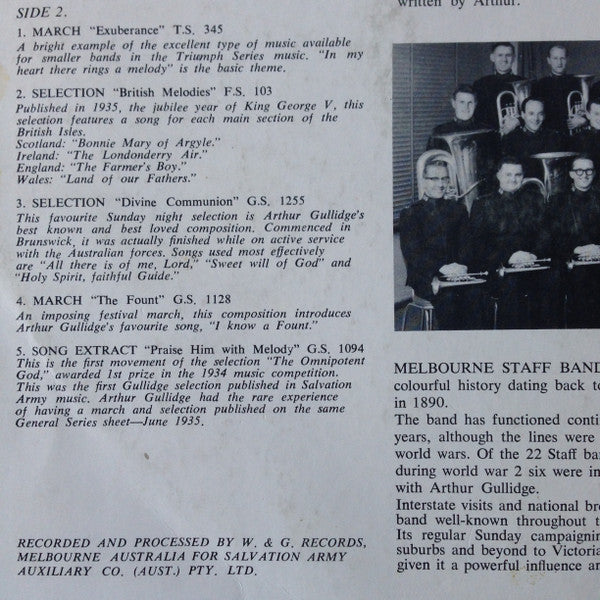 SIDE 2.
1. MARCH "Exuberance" T.S. 345
A bright example of the excellent type of music available
for smaller bands in the Triumph Series music. "In my
heart there rings a melody" is the basic theme.
2. SELECTION "British Melodies" F.S. 103
Published in 1935, the jubilee year of King George V, this
selection features a song for each main section of the
British Isles.
Scotland: "Bonnie Mary of Argyle."
Ireland: "The Londonderry Air."
England: "The Farmer's Boy."
Wales: "Land of our Fathers."
3. SELECTION "Divine Communion" G.S. 1255
This favourite Sunday night selection is Arthur Gullidge's
best known and best loved composition. Commenced in
Brunswick, it was actually finished while on active service
with the Australian forces. Songs used most effectively
are "All there is of me, Lord," "Sweet will of God" and
"Holy Spirit, faithful Guide."
4. MARCH "The Fount" G.S. 1128
An imposing festival march, this composition introduces
Arthur Gullidge's favourite song, "I know a Fount."
5. SONG EXTRACT "Praise Him with Melody" G.S. 1094
This is the first movement of the selection "The Omnipotent
God," awarded 1st prize in the 1934 music competition.
This was the first Gullidge selection published in Salvation
Army music. Arthur Gullidge had the rare experience
of having a march and selection published on the same
General Series sheet—June 1935.
RECORDED AND PROCESSED BY W. & G. RECORDS,
MELBOURNE AUSTRALIA FOR SALVATION ARMY
AUXILIARY CO. (AUST.) PTY. LTD.
written by Arthur.
MELBOURNE STAFF BAND
colourful history dating back to
in 1890.
The band has functioned conti
years, although the lines were
world wars. Of the 22 Staff ba
during world war 2 six were in
with Arthur Gullidge.
Interstate visits and national bro
band well-known throughout t
Its regular Sunday campaignin
suburbs and beyond to Victoria
given it a powerful influence an